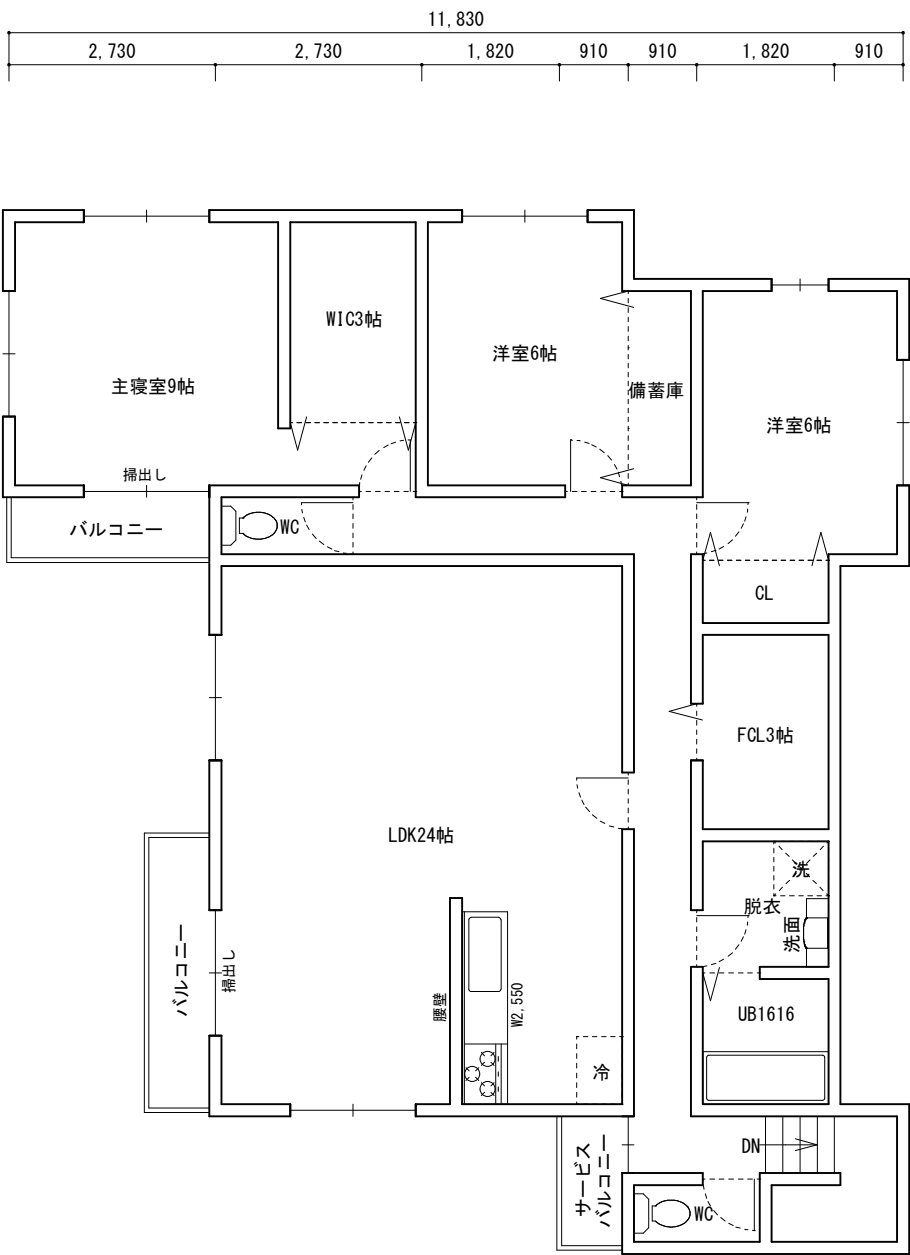 11,830
2,730 2,730 1,820 910 910 1,820 910
WIC3帖
洋室6帖
主寝室9帖
備蓄庫
洋室6帖
掃出し
バルコニー
WC
CL
FCL3帖
LDK24帖
洗
脱衣
洗面
バルコニー
掃出し
腰壁
W2,550
UB1616
冷
DN
サービス
バルコニー
WC